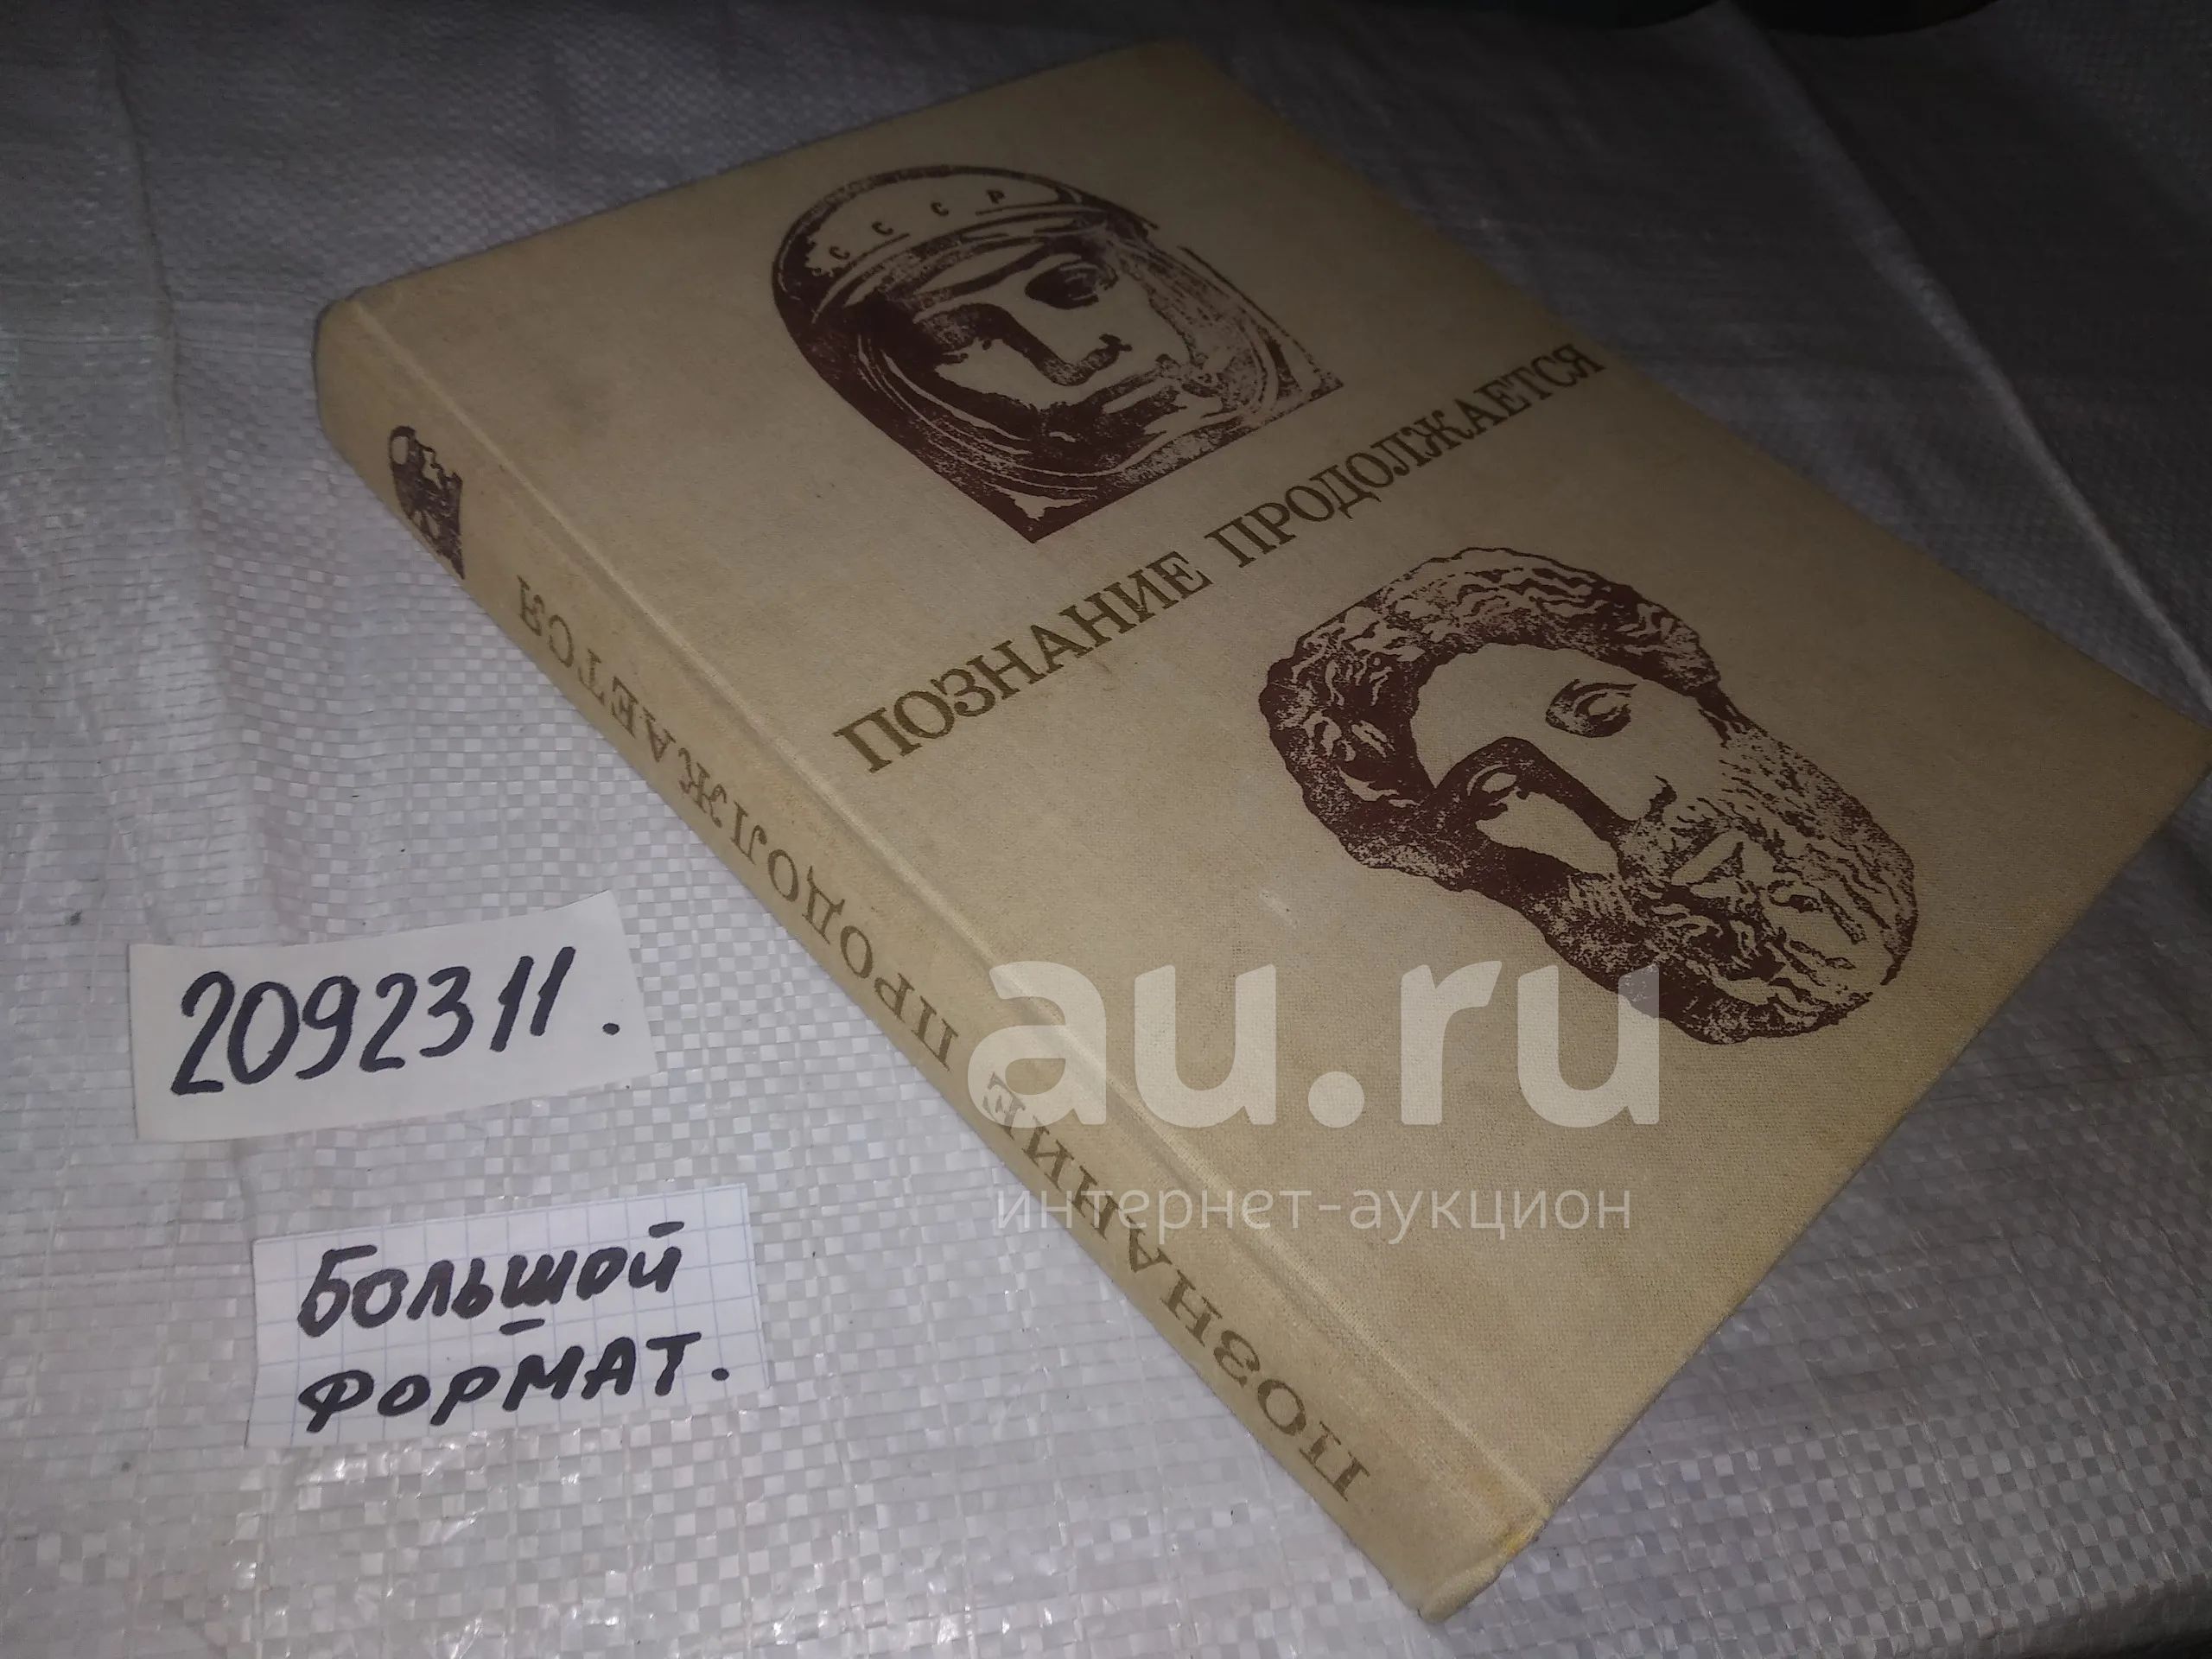 СССР
ПОЗНАНИЕ ПРОДОЛЖАЕТСЯ
ПОЗНАНИЕ ПРОДОЛЖАЕТСЯ
2092311.
БОЛЬШОЙ
ФОРМАТ.
au.ru
интернет-аукцион